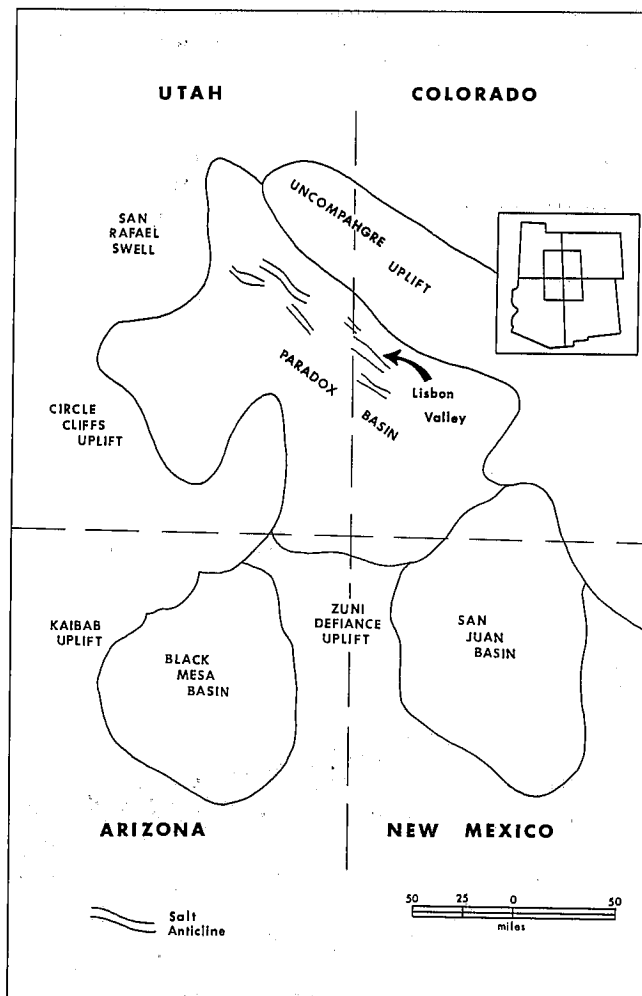 UTAH
COLORADO
UNCOMPAHGRE
UPLIFT
SAN
RAFAEL
SWELL
PARADOX
BASIN
Lisbon
Valley
CIRCLE
CLIFFS
UPLIFT
KAIBAB
UPLIFT
BLACK
MESA
BASIN
ZUNI
DEFIANCE
UPLIFT
SAN
JUAN
BASIN
ARIZONA
NEW MEXICO
Salt
Anticline
50 25 0 50
miles